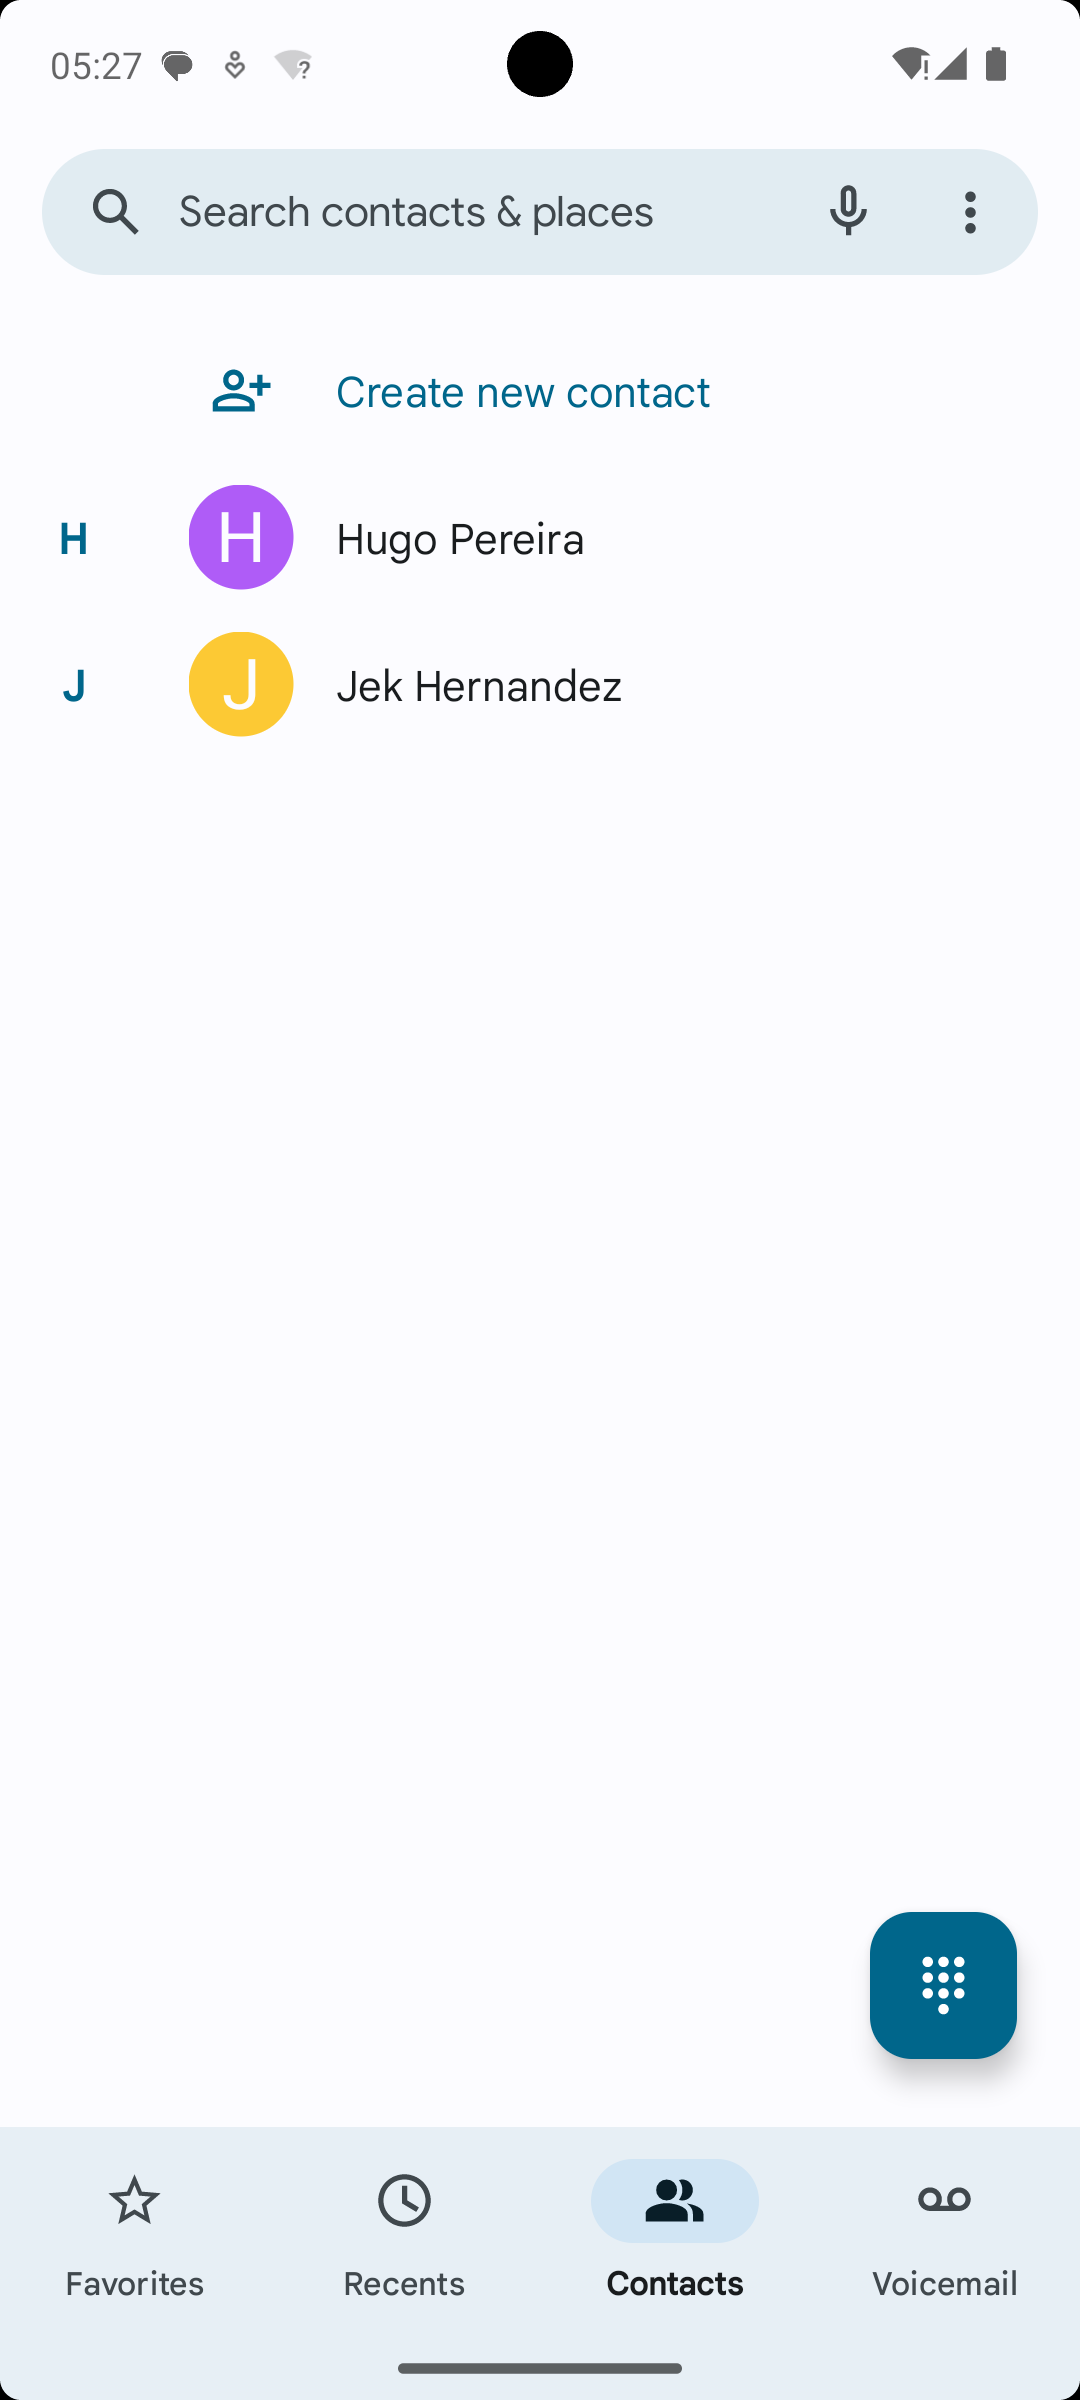 05:27
Search contacts & places
Create new contact
H
H
Hugo Pereira
J
J
Jek Hernandez
Favorites
Recents
Contacts
Voicemail